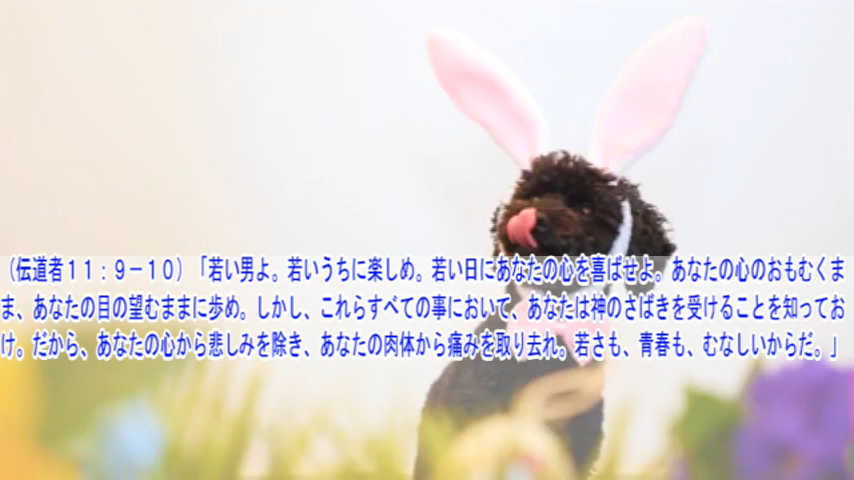 （伝道者１１：９－１０）「若い男よ。若いうちに楽しめ。若い日にあなたの心を喜ばせよ。あなたの心のおもむくま
ま、あなたの目の望むままに歩め。しかし、これらすべての事において、あなたは神のさばきを受けることを知ってお
け。だから、あなたの心から悲しみを除き、あなたの肉体から痛みを取り去れ。若さも、青春も、むなしいからだ。」